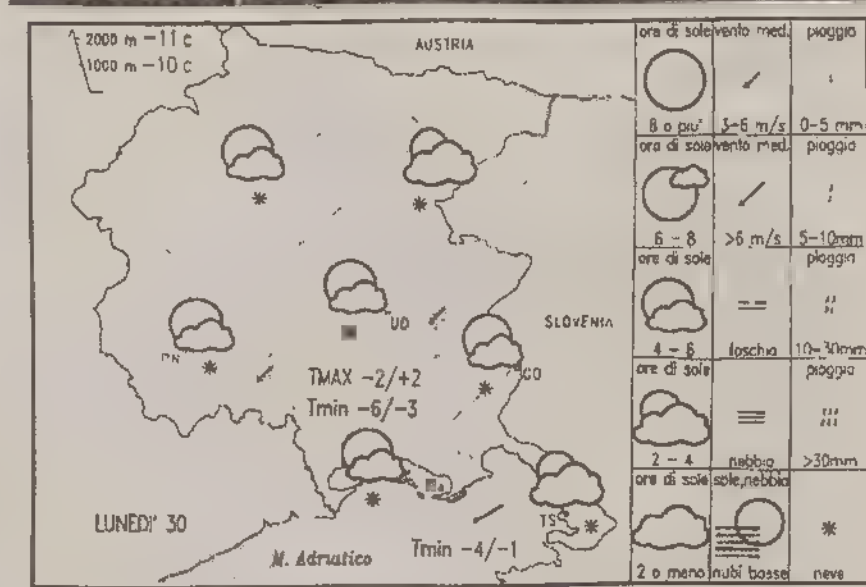 2000 m -11 c
1000 m -10 c
AUSTRIA
SLOVENIA
PN
UD
GO
TMAX -2/+2
Tmin -6/-3
TS
Tmin -4/-1
LUNEDI' 30
M. Adriatico
ore di sole vento med. pioggia
8 o piu' 3-6 m/s 0-5 mm
ore di sole vento med. pioggia
6 - 8 >6 m/s 5-10mm
ore di sole pioggia
4 - 6 foschia 10-30mm
ore di sole pioggia
2 - 4 nebbia >30mm
ore di sole sole,nebbia
2 o meno nubi basse neve